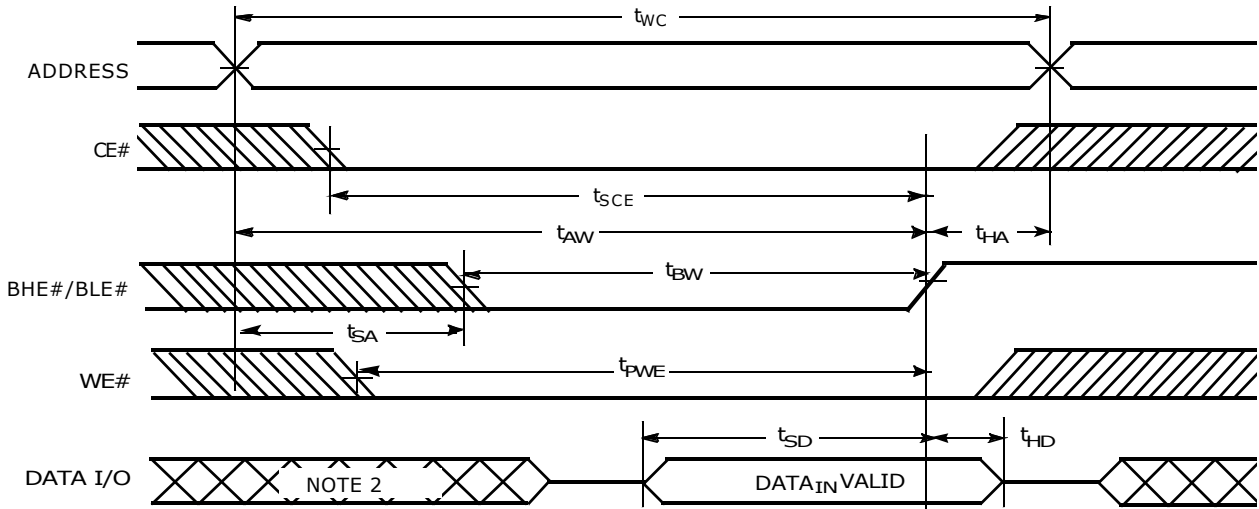 tWC
ADDRESS
CE#
tSCE
tAW
tHA
BHE#/BLE#
tBW
tSA
WE#
tPWE
tSD
tHD
DATA I/O
NOTE 2
DATAIN VALID